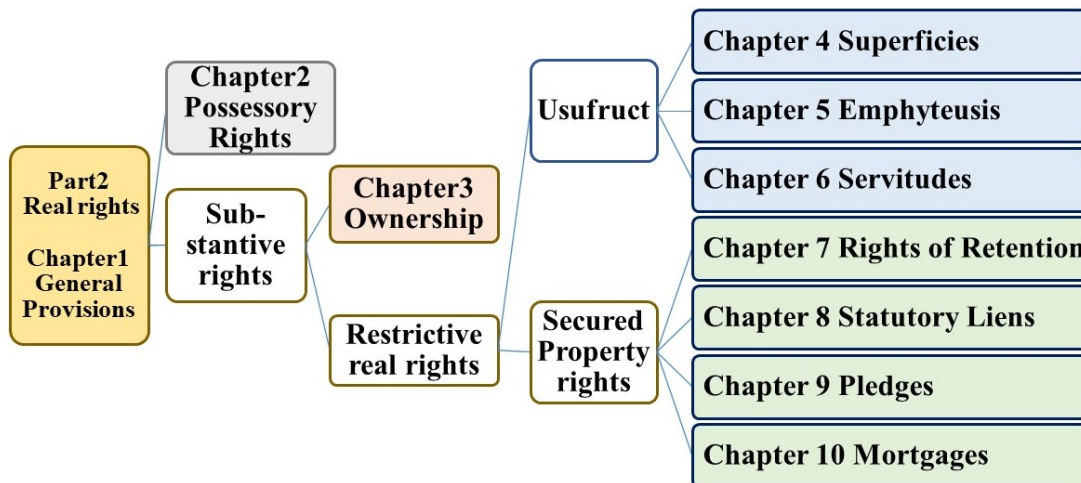 Part2
Real rights
Chapter1
General
Provisions
Chapter2
Possessory
Rights
Sub-
stantive
rights
Chapter3
Ownership
Restrictive
real rights
Usufruct
Secured
Property
rights
Chapter 4 Superficies
Chapter 5 Emphyteusis
Chapter 6 Servitudes
Chapter 7 Rights of Retention
Chapter 8 Statutory Liens
Chapter 9 Pledges
Chapter 10 Mortgages